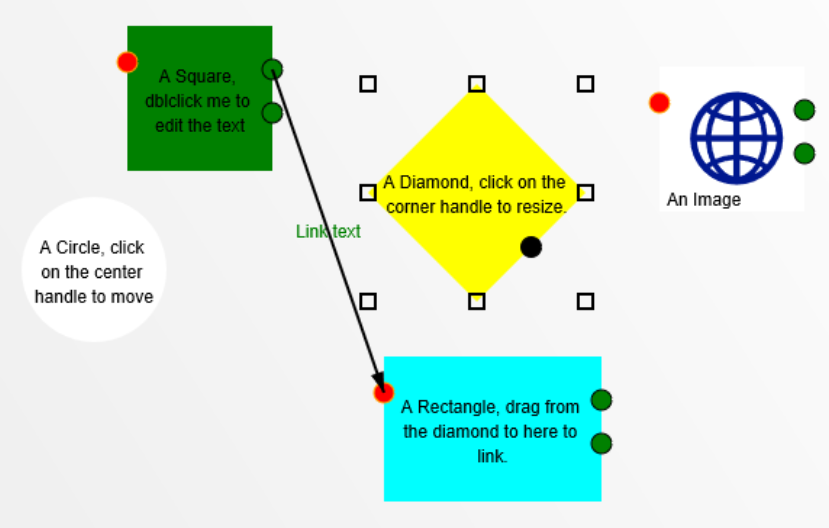 A Square,
dblclick me to
edit the text
A Diamond, click on the
corner handle to resize.
An Image
Link text
A Circle, click
on the center
handle to move
A Rectangle, drag from
the diamond to here to
link.